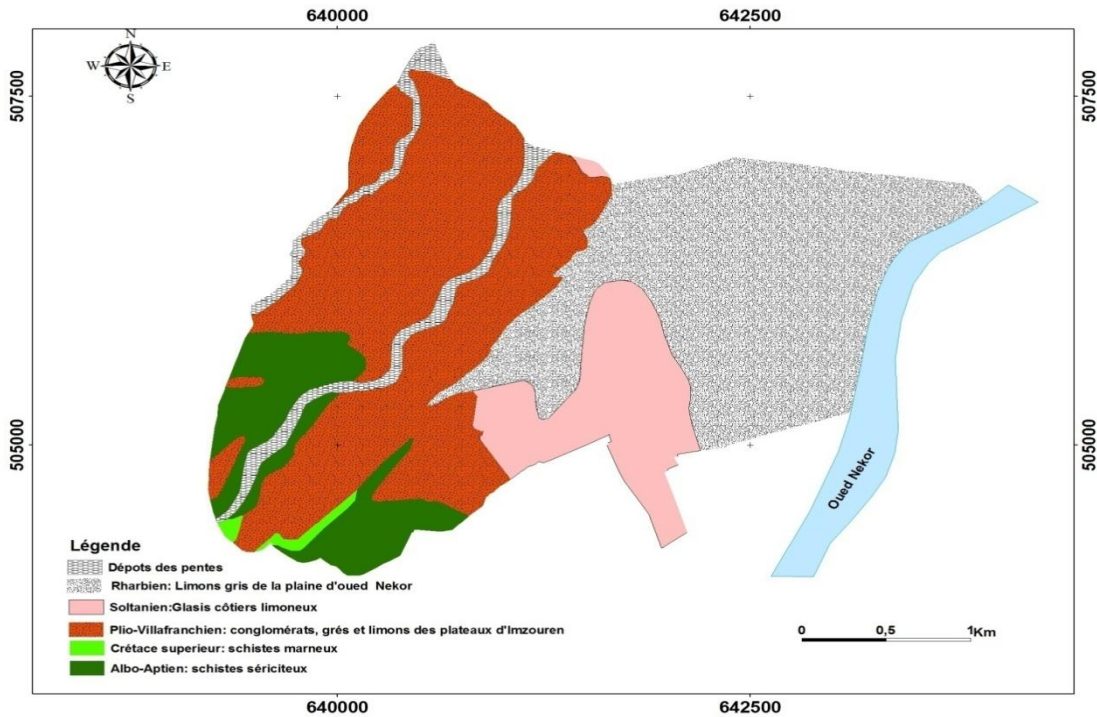 640000 642500
N
W E
S
507500 507500
505000 505000
Oued Nekor
Légende
Dépots des pentes
Rharbien: Limons gris de la plaine d'oued Nekor
Soltanien:Glasis côtiers limoneux
Plio-Villafranchien: conglomérats, grés et limons des plateaux d'Imzouren
Crétace superieur: schistes marneux
Albo-Aptien: schistes sériciteux
0 0,5 1Km
640000 642500